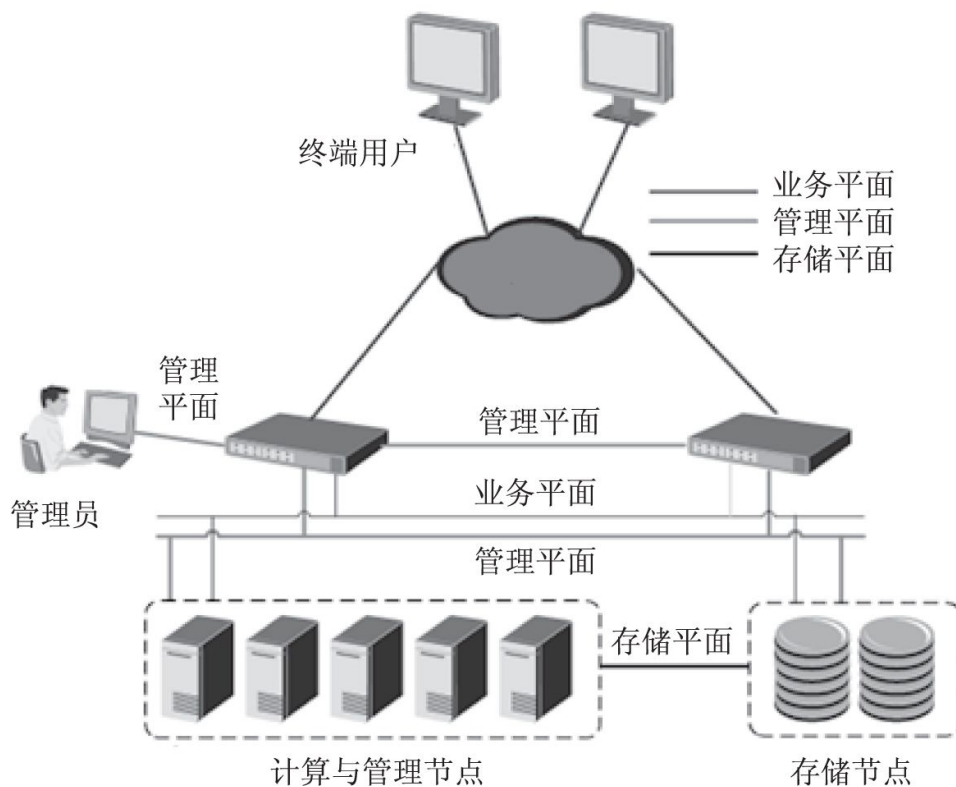 终端用户
业务平面
管理平面
存储平面
管理
平面
管理平面
管理员
业务平面
管理平面
存储平面
计算与管理节点
存储节点